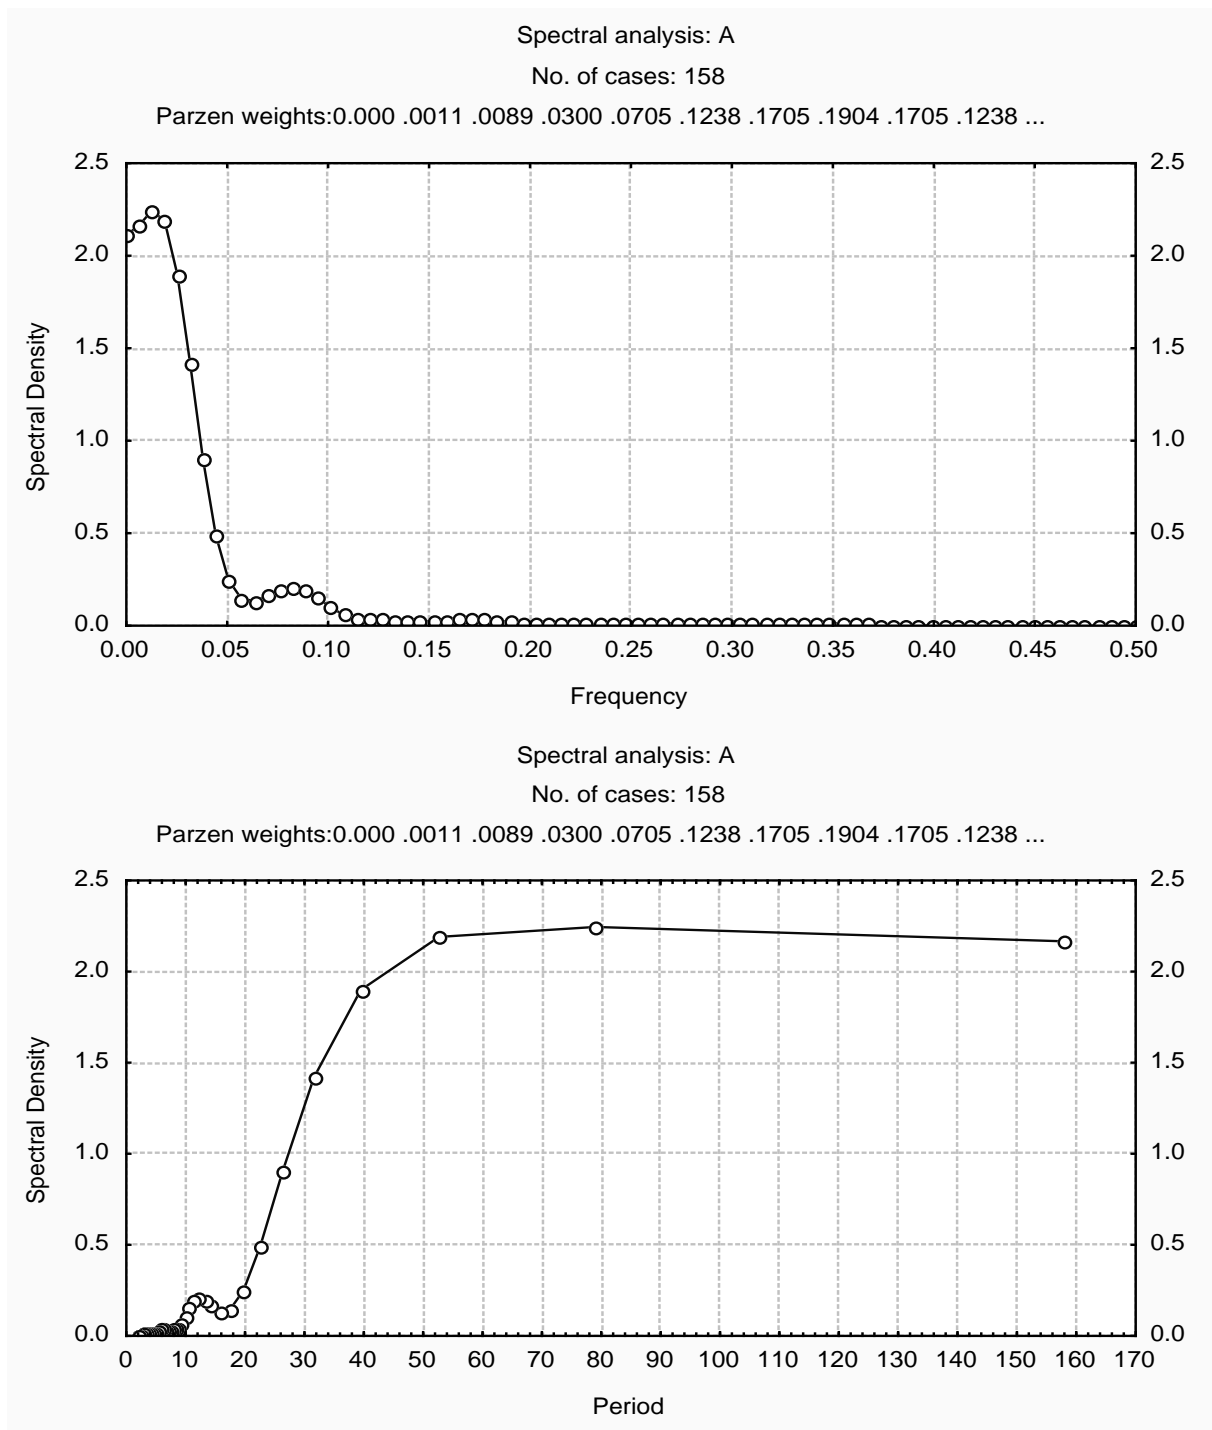 Spectral analysis: A
No. of cases: 158
Parzen weights:0.000 .0011 .0089 .0300 .0705 .1238 .1705 .1904 .1705 .1238 ...
2.5 2.5
2.0 2.0
1.5 1.5
Spectral Density
1.0 1.0
0.5 0.5
0.0 0.0
0.00 0.05 0.10 0.15 0.20 0.25 0.30 0.35 0.40 0.45 0.50
Frequency
Spectral analysis: A
No. of cases: 158
Parzen weights:0.000 .0011 .0089 .0300 .0705 .1238 .1705 .1904 .1705 .1238 ...
2.5 2.5
2.0 2.0
1.5 1.5
Spectral Density
1.0 1.0
0.5 0.5
0.0 0.0
0 10 20 30 40 50 60 70 80 90 100 110 120 130 140 150 160 170
Period